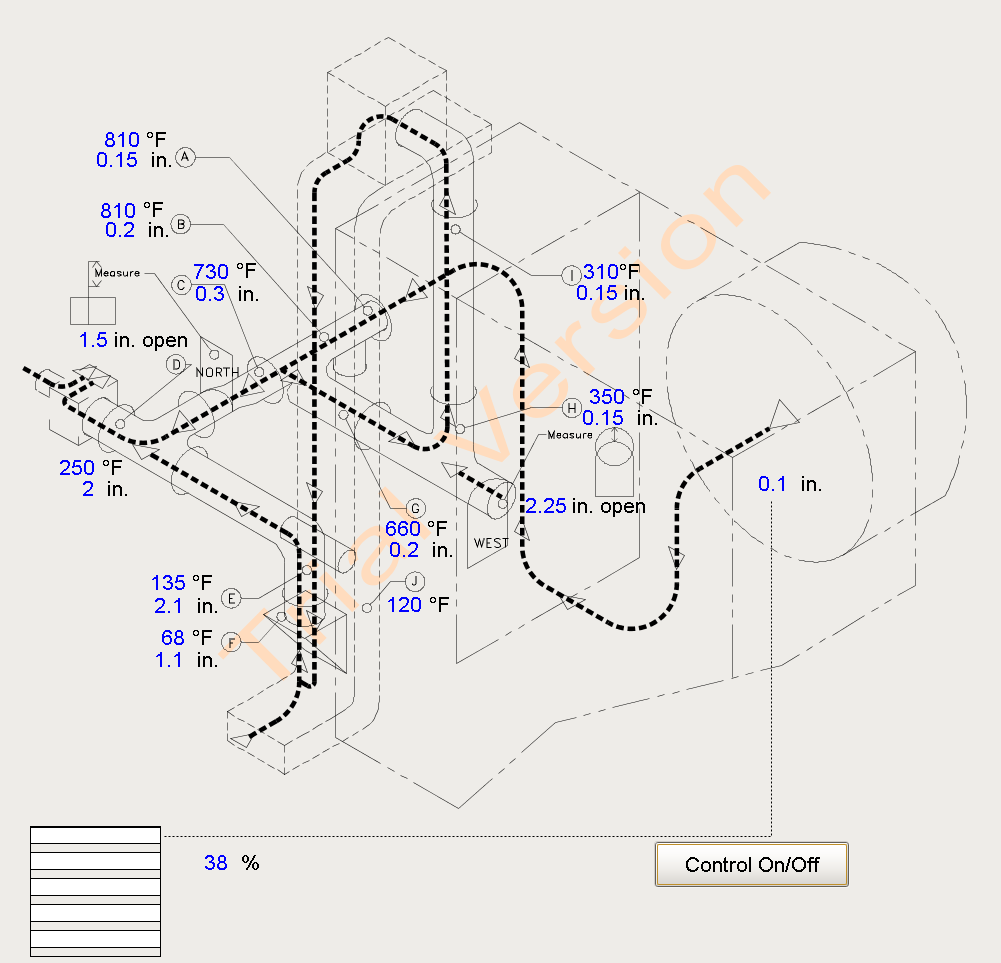 810 °F
0.15 in. A
810 °F
0.2 in. B
730 °F
C 0.3 in.
Measure
1.5 in. open
D
NORTH
I 310°F
0.15 in.
350 °F
H 0.15 in.
Measure
250 °F
2 in.
0.1 in.
2.25 in. open
G
660 °F
0.2 in.
WEST
135 °F
2.1 in. E
J
120 °F
68 °F
1.1 in. F
Trial Version
38 %
Control On/Off